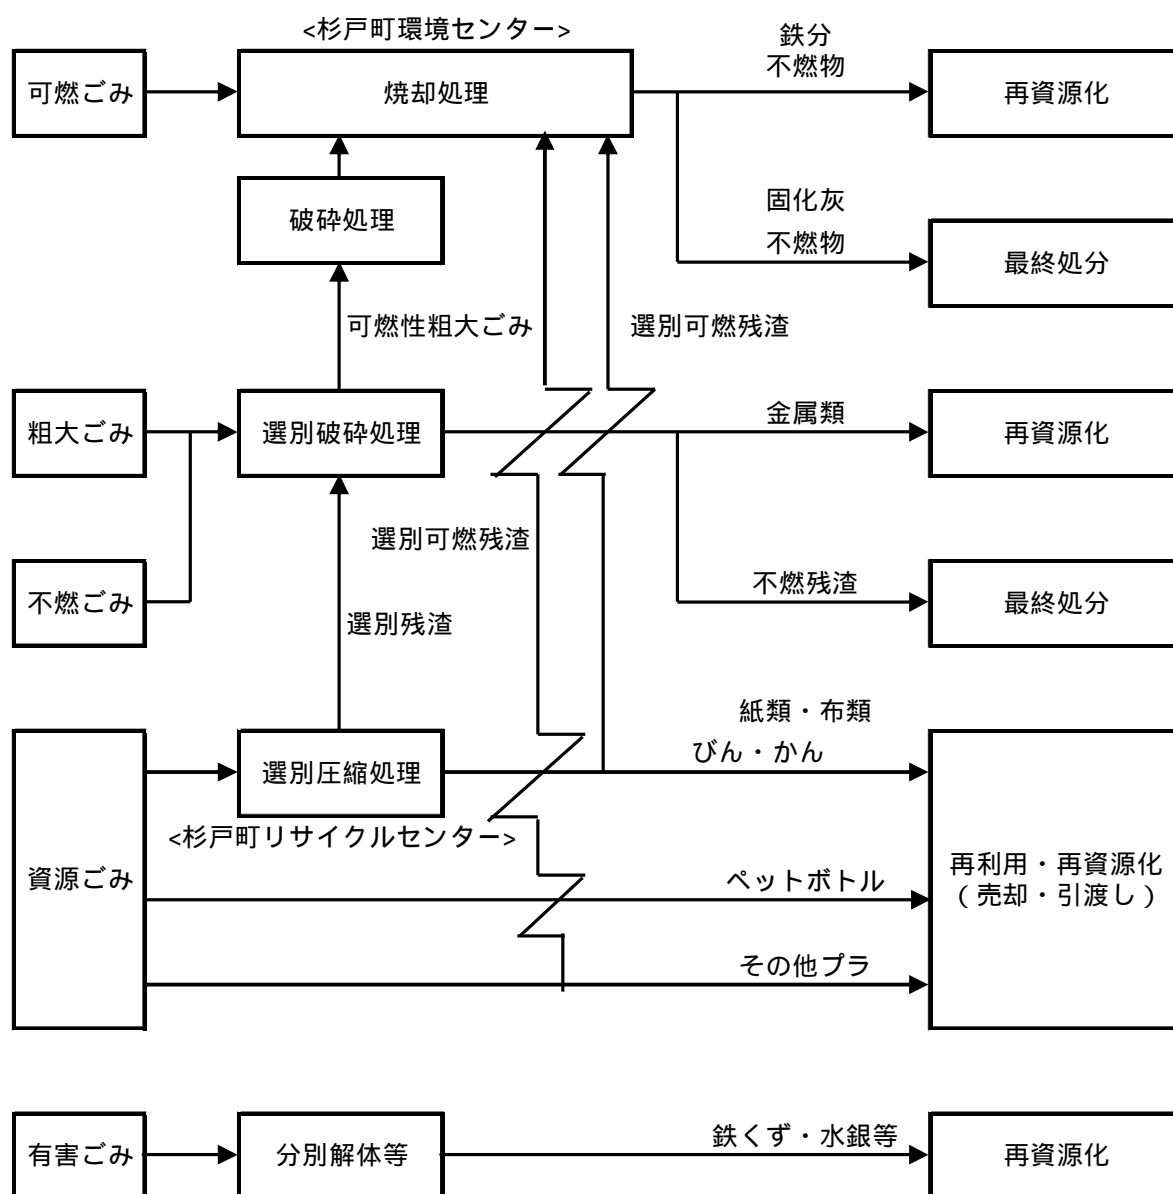 <杉戸町環境センター>
鉄分
不燃物
可燃ごみ
焼却処理
再資源化
破砕処理
固化灰
不燃物
最終処分
可燃性粗大ごみ
選別可燃残渣
粗大ごみ
選別破砕処理
金属類
再資源化
選別可燃残渣
不燃ごみ
不燃残渣
最終処分
選別残渣
紙類・布類
びん・かん
選別圧縮処理
<杉戸町リサイクルセンター>
資源ごみ
ペットボトル
再利用・再資源化
(売却・引渡し)
その他プラ
有害ごみ
分別解体等
鉄くず・水銀等
再資源化